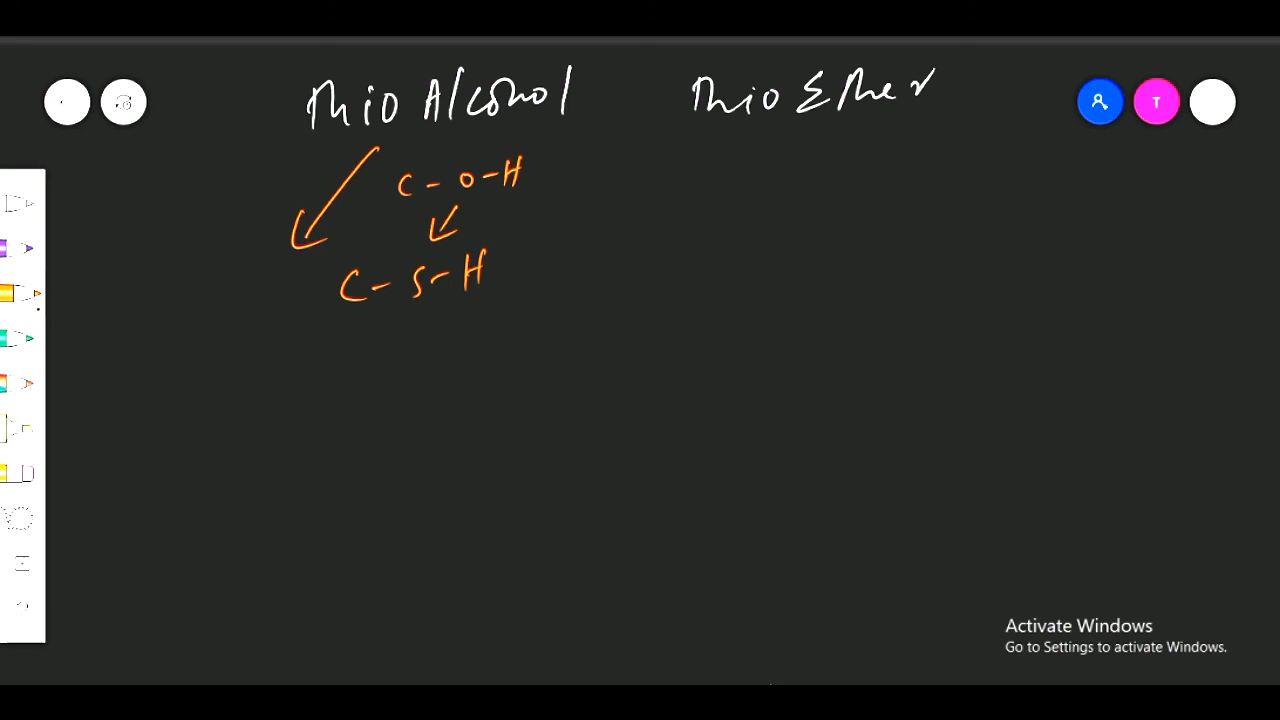 Thio Alcohol Thio Ether
T
C - O - H
C - S - H
Activate Windows
Go to Settings to activate Windows.